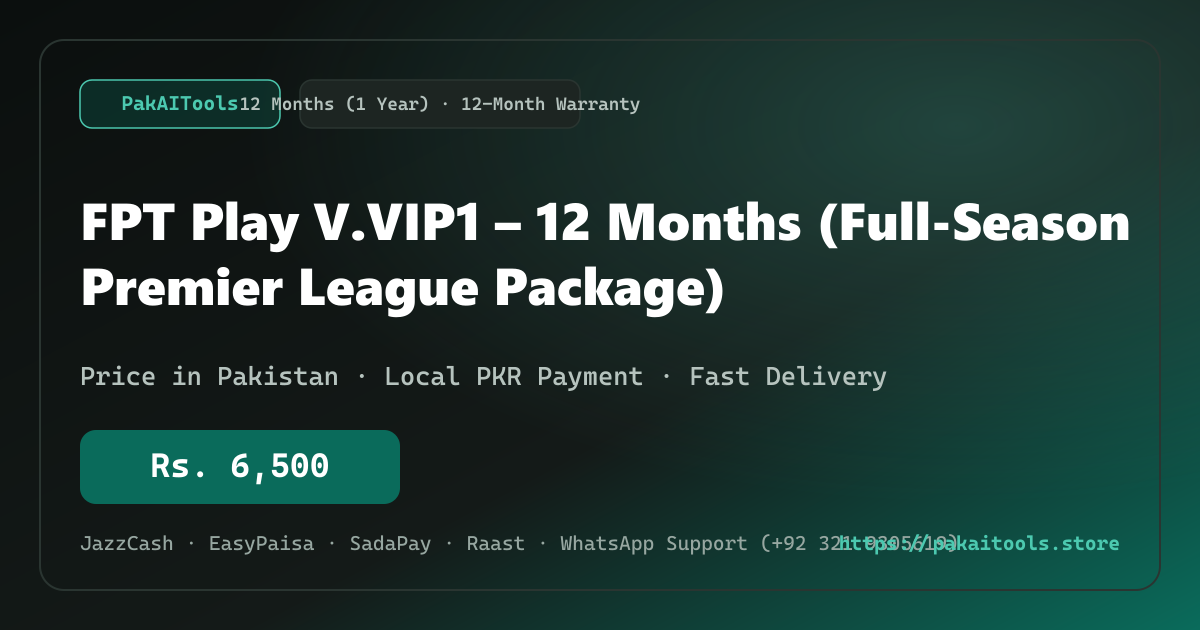 PakAITools 12 Months (1 Year) · 12-Month Warranty
FPT Play V.VIP1 – 12 Months (Full-Season
Premier League Package)
Price in Pakistan · Local PKR Payment · Fast Delivery
Rs. 6,500
JazzCash · EasyPaisa · SadaPay · Raast · WhatsApp Support (+92 321 https://pakaitools.store